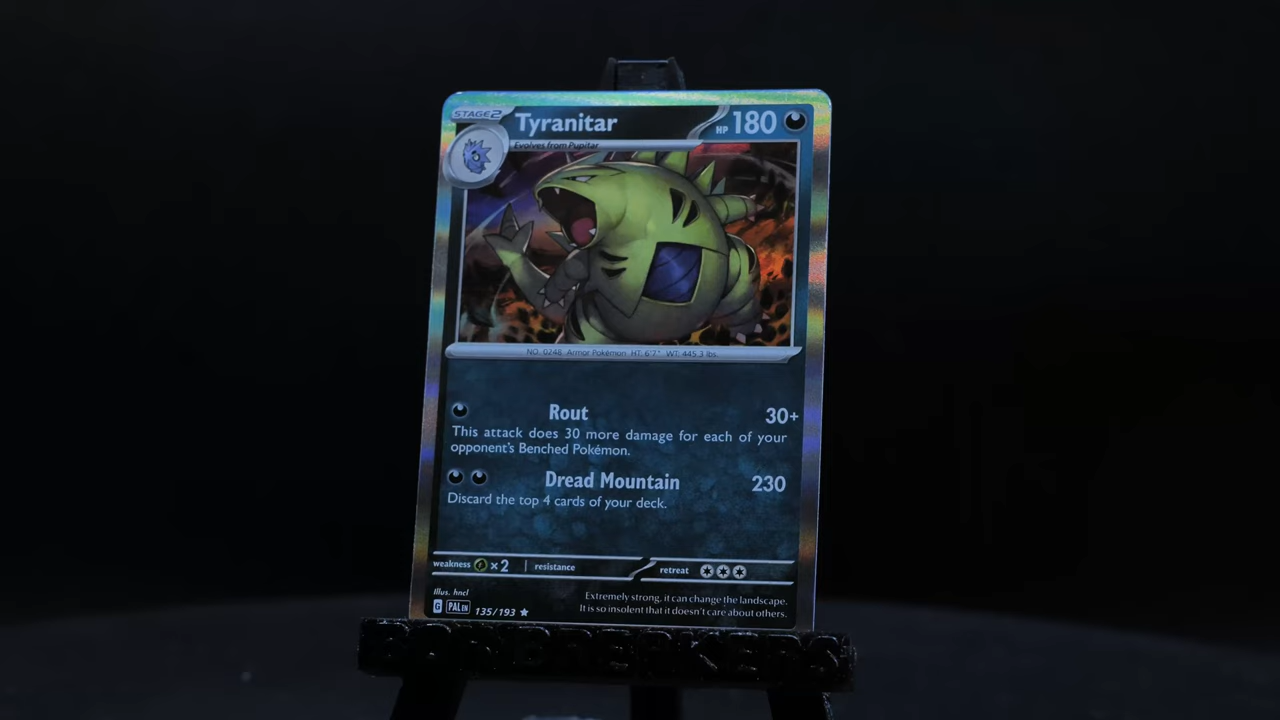 STAGE2
Tyranitar
HP 180
Evolves from Pupitar
NO. 0248 Armor Pokémon HT: 6'7" WT: 445.3 lbs.
Rout 30+
This attack does 30 more damage for each of your
opponent's Benched Pokémon.
Dread Mountain 230
Discard the top 4 cards of your deck.
weakness ×2 resistance retreat
Illus. hncl
G PAL EN 135/193
Extremely strong, it can change the landscape.
It is so insolent that it doesn't care about others.